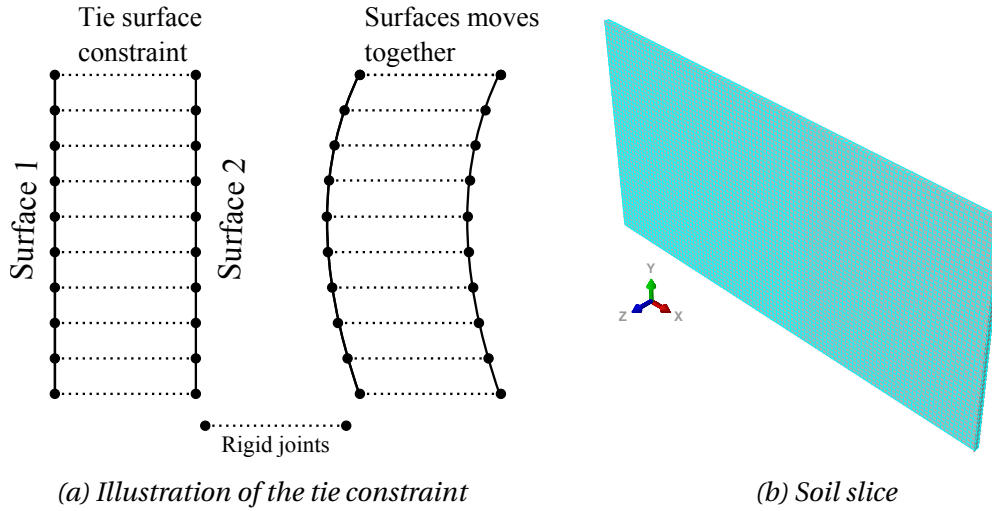 Tie surface
constraint
Surfaces moves
together
Surface 1
Surface 2
Rigid joints
Y
Z
X
(a) Illustration of the tie constraint
(b) Soil slice